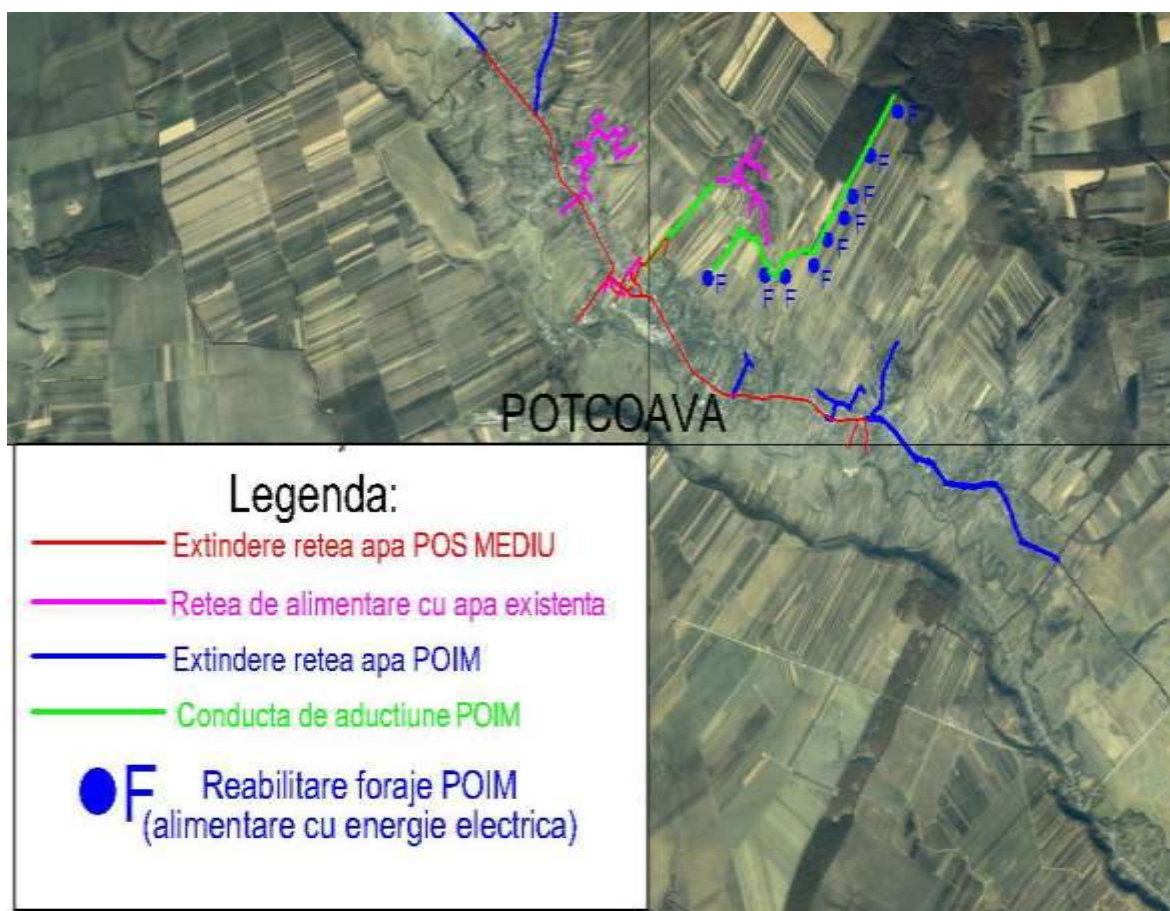 F
F
F
F
F
F
F
F F
POTCOAVA
Legenda:
Extindere retea apa POS MEDIU
Retea de alimentare cu apa existenta
Extindere retea apa POIM
Conducta de aductiune POIM
F Reabilitare foraje POIM
(alimentare cu energie electrica)